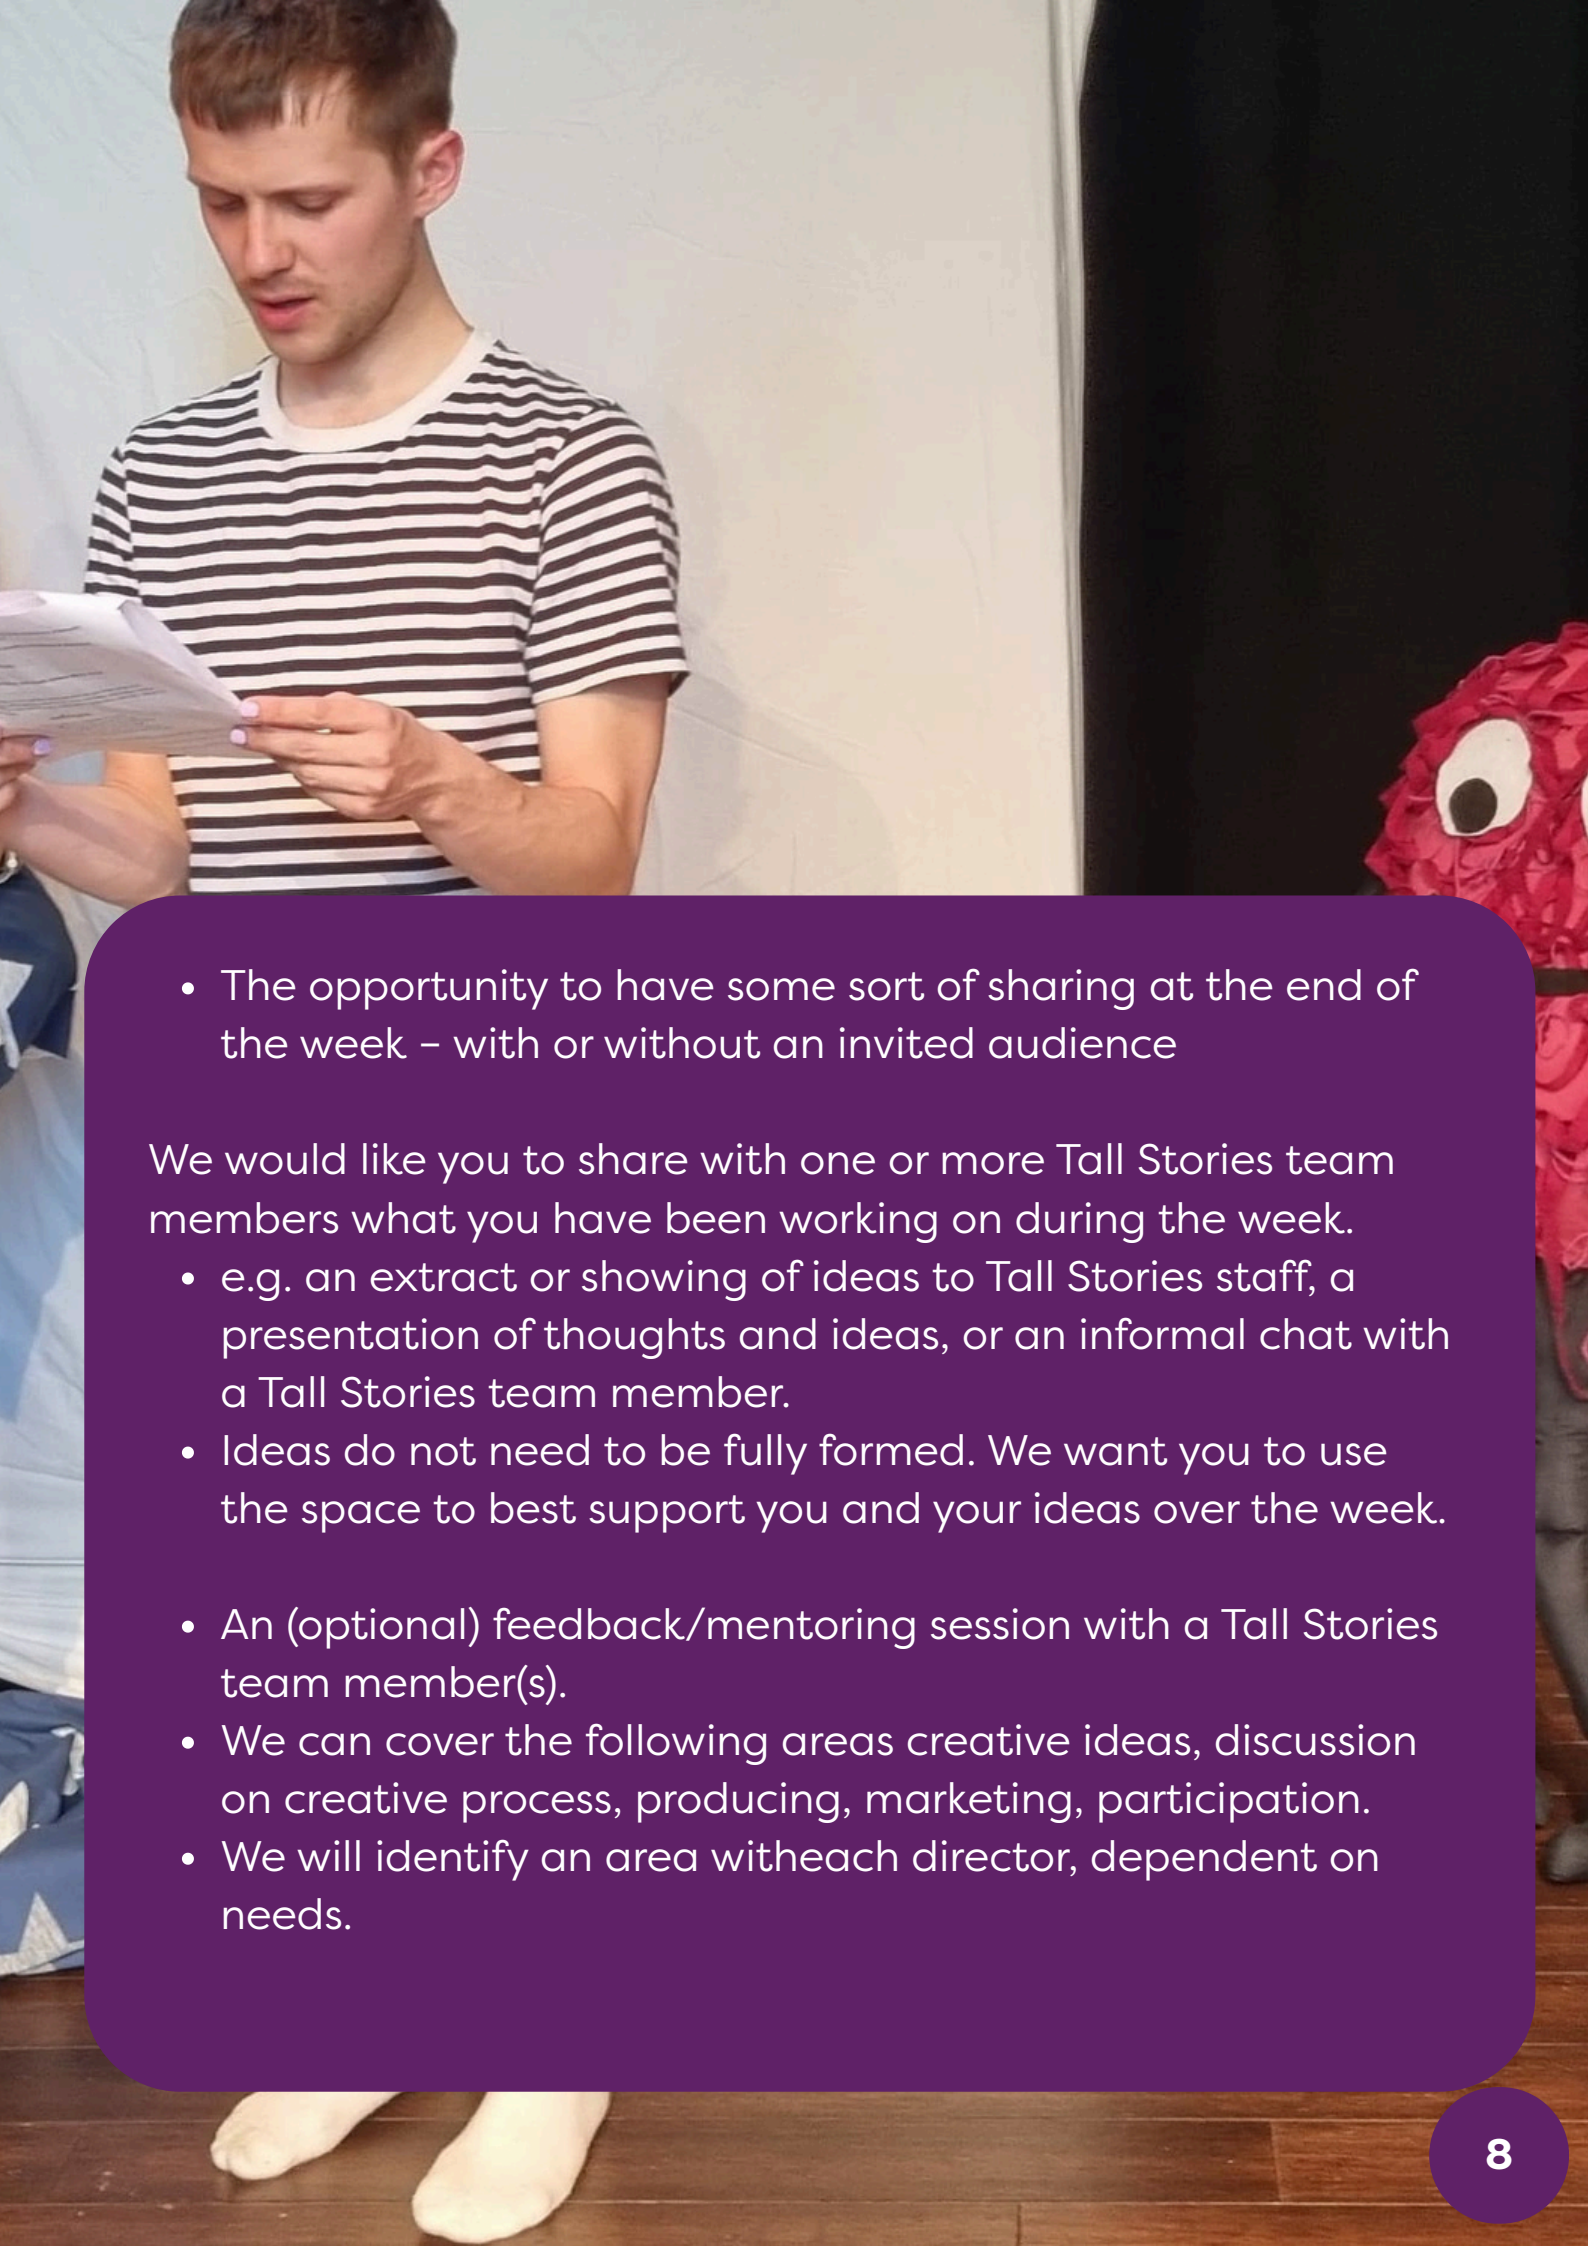 • The opportunity to have some sort of sharing at the end of
the week – with or without an invited audience
We would like you to share with one or more Tall Stories team
members what you have been working on during the week.
• e.g. an extract or showing of ideas to Tall Stories staff, a
presentation of thoughts and ideas, or an informal chat with
a Tall Stories team member.
• Ideas do not need to be fully formed. We want you to use
the space to best support you and your ideas over the week.
• An (optional) feedback/mentoring session with a Tall Stories
team member(s).
• We can cover the following areas creative ideas, discussion
on creative process, producing, marketing, participation.
• We will identify an area witheach director, dependent on
needs.
8